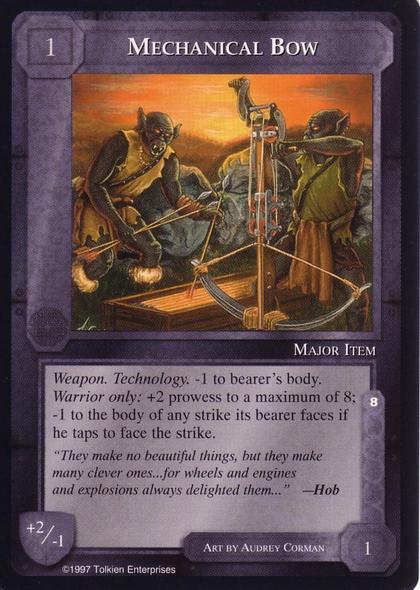 1
MECHANICAL BOW
MAJOR ITEM
Weapon. Technology. -1 to bearer's body.
Warrior only: +2 prowess to a maximum of 8;
-1 to the body of any strike its bearer faces if
he taps to face the strike.
8
“They make no beautiful things, but they make
many clever ones...for wheels and engines
and explosions always delighted them...” —Hob
+2/-1
ART BY AUDREY CORMAN
1
©1997 Tolkien Enterprises